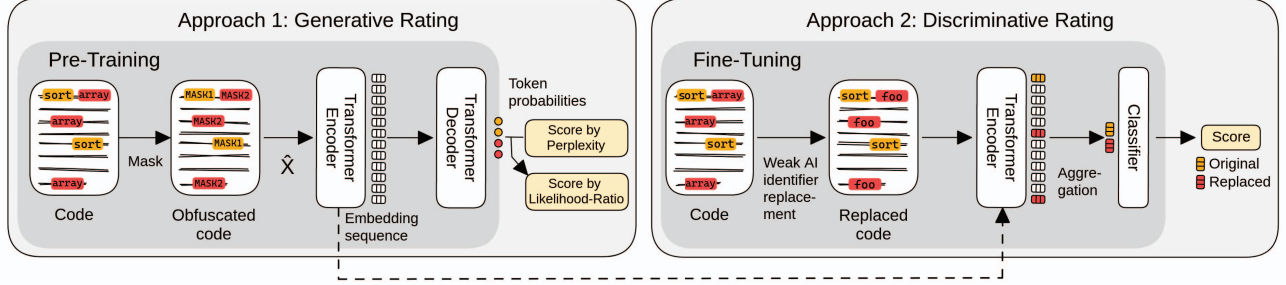 Approach 1: Generative Rating
Pre-Training
sort array
array
sort
array
Code
Mask
MASK1 MASK2
MASK2
MASK1
MASK2
Obfuscated
code
X̂
Transformer
Encoder
Embedding
sequence
Transformer
Decoder
Token
probabilities
Score by
Perplexity
Score by
Likelihood-Ratio
Approach 2: Discriminative Rating
Fine-Tuning
sort array
array
sort
array
Code
Weak AI
identifier
replace-
ment
sort foo
foo
sort
foo
Replaced
code
Transformer
Encoder
Aggre-
gation
Classifier
Score
Original
Replaced